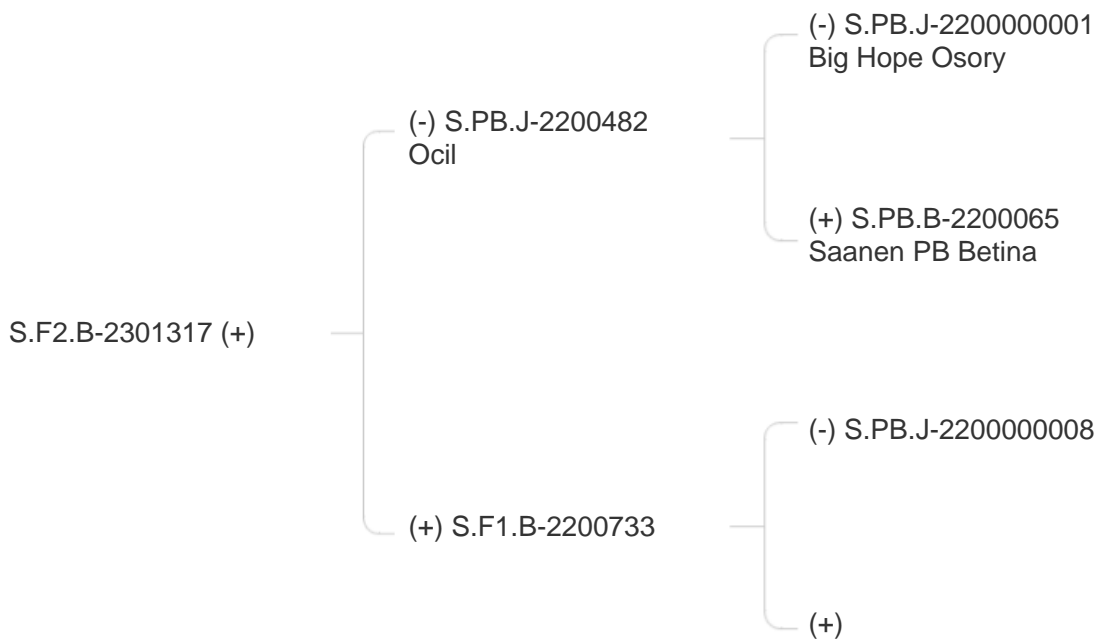 (-) S.PB.J-2200000001
Big Hope Osory
(-) S.PB.J-2200482
Ocil
(+) S.PB.B-2200065
Saanen PB Betina
S.F2.B-2301317 (+)
(-) S.PB.J-2200000008
(+) S.F1.B-2200733
(+)